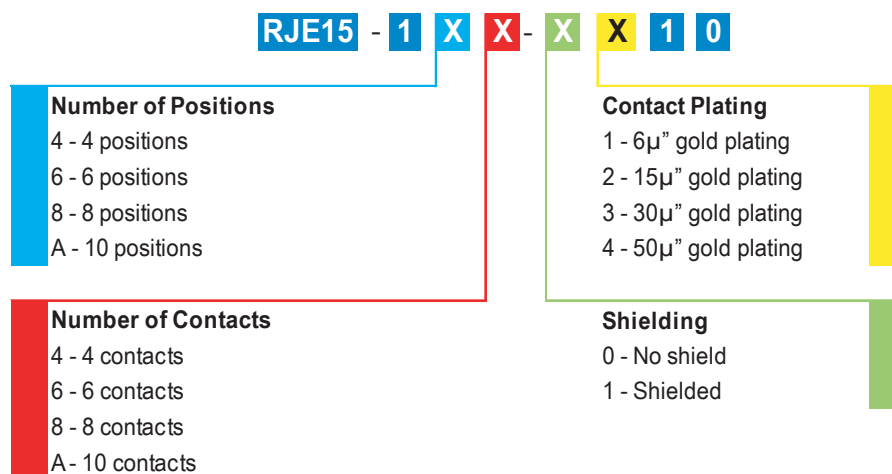 RJE15 - 1 X X - X X 1 0
Number of Positions
4 - 4 positions
6 - 6 positions
8 - 8 positions
A - 10 positions
Contact Plating
1 - 6µ” gold plating
2 - 15µ” gold plating
3 - 30µ” gold plating
4 - 50µ” gold plating
Number of Contacts
4 - 4 contacts
6 - 6 contacts
8 - 8 contacts
A - 10 contacts
Shielding
0 - No shield
1 - Shielded